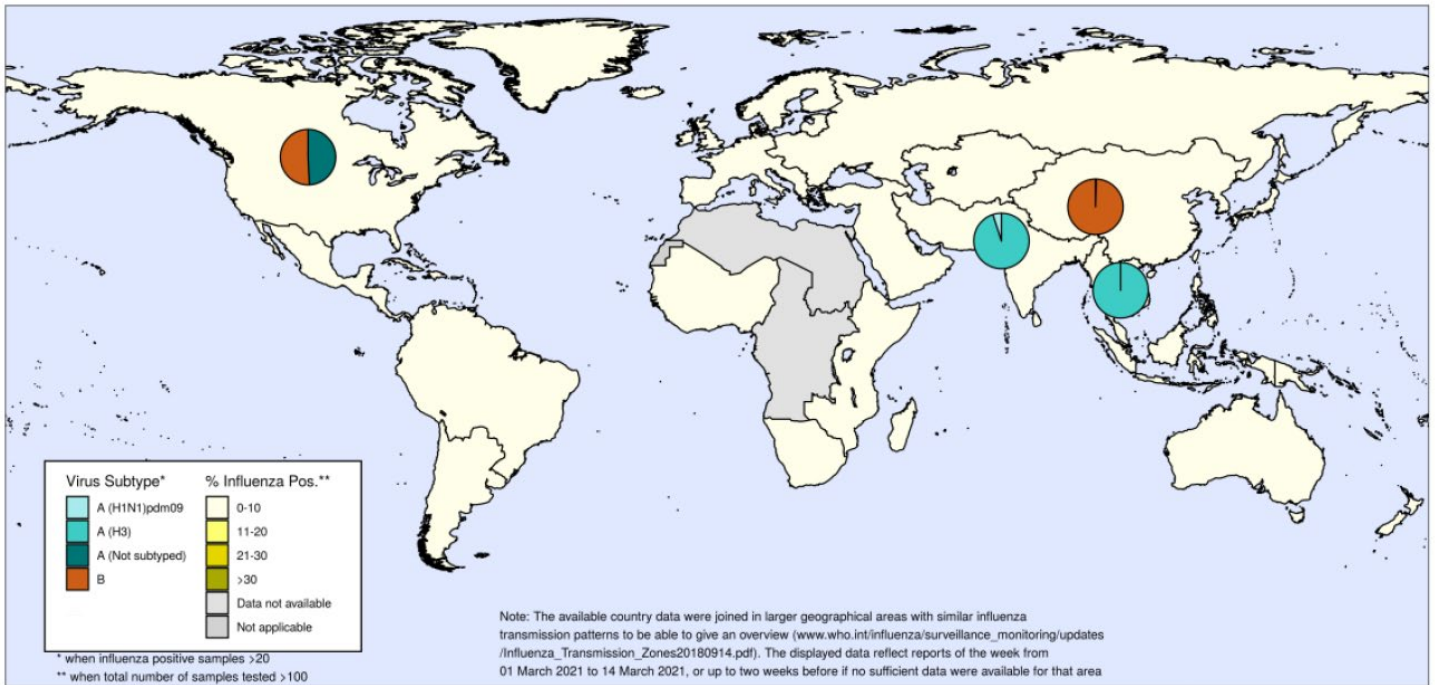 Virus Subtype*
A (H1N1)pdm09
A (H3)
A (Not subtyped)
B
% Influenza Pos.**
0-10
11-20
21-30
>30
Data not available
Not applicable
* when influenza positive samples >20
** when total number of samples tested >100
Note: The available country data were joined in larger geographical areas with similar influenza
transmission patterns to be able to give an overview (www.who.int/influenza/surveillance_monitoring/updates
/Influenza_Transmission_Zones20180914.pdf). The displayed data reflect reports of the week from
01 March 2021 to 14 March 2021, or up to two weeks before if no sufficient data were available for that area